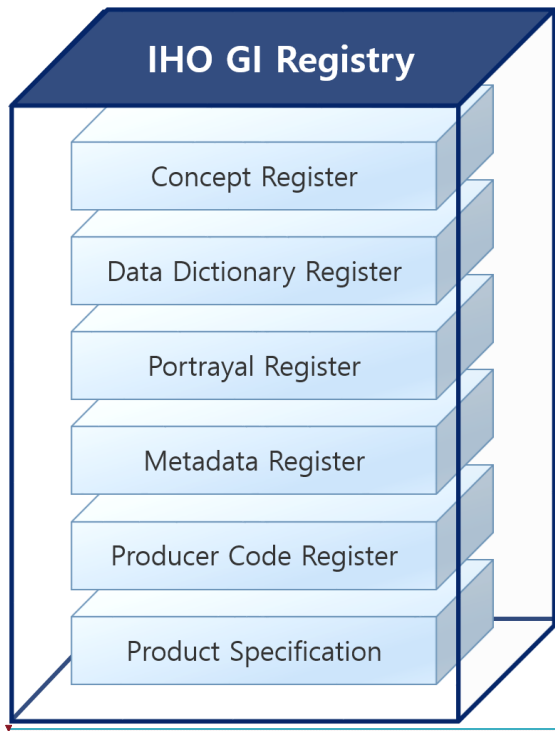 IHO GI Registry
Concept Register
Data Dictionary Register
Portrayal Register
Metadata Register
Producer Code Register
Product Specification